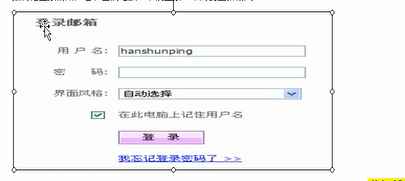 登录邮箱
用 户 名: hanshunping
密 码:
界面风格: 自动选择
在此电脑上记住用户名
登 录
我忘记登录密码了 >>